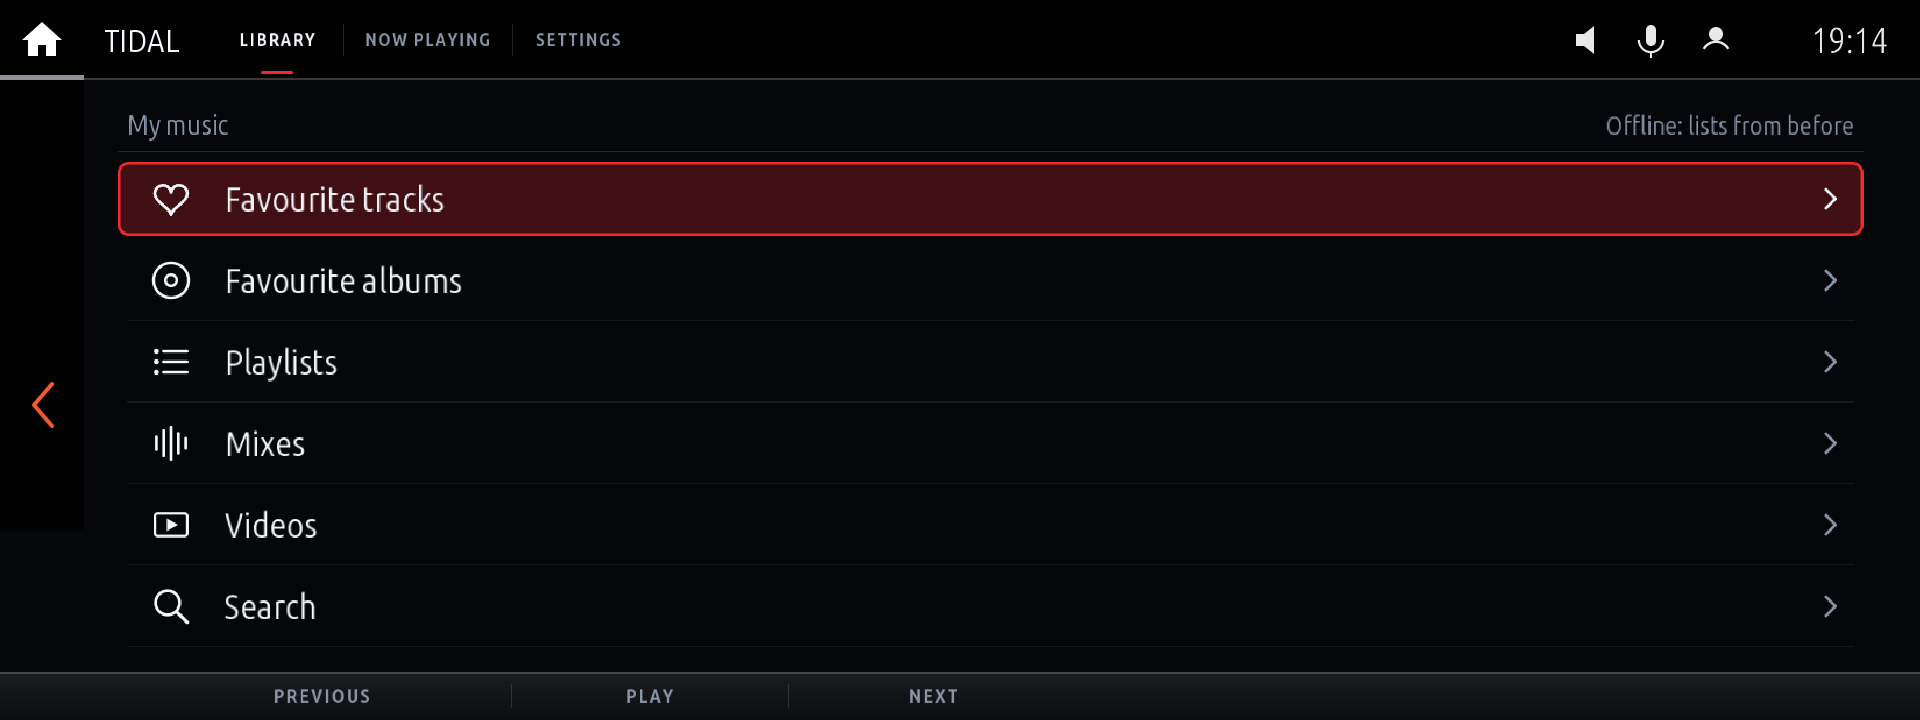 TIDAL LIBRARY NOW PLAYING SETTINGS 19:14
My music Offline: lists from before
Favourite tracks
Favourite albums
Playlists
Mixes
Videos
Search
PREVIOUS PLAY NEXT